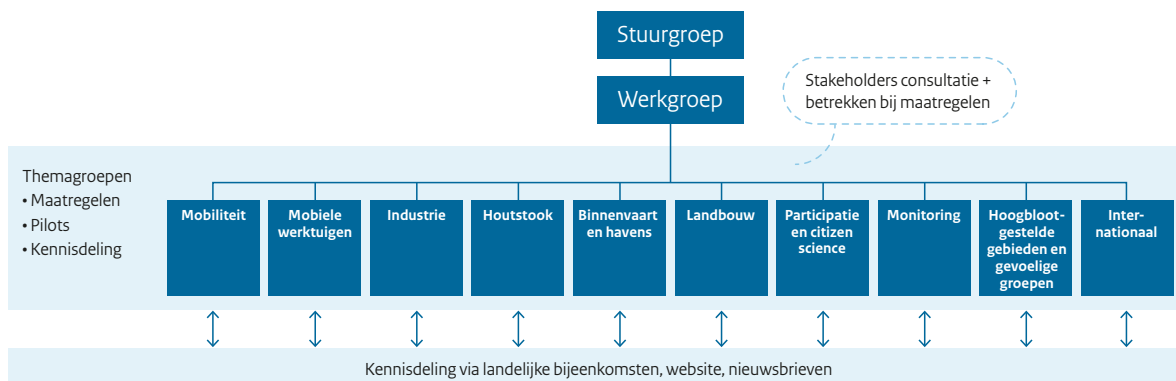 Stuurgroep
Werkgroep
Stakeholders consultatie +
betrekken bij maatregelen
Themagroepen
• Maatregelen
• Pilots
• Kennisdeling
Mobiliteit
Mobiele
werktuigen
Industrie
Houtstook
Binnenvaart
en havens
Landbouw
Participatie
en citizen
science
Monitoring
Hoogbloot-
gestelde
gebieden en
gevoelige
groepen
Inter-
nationaal
Kennisdeling via landelijke bijeenkomsten, website, nieuwsbrieven